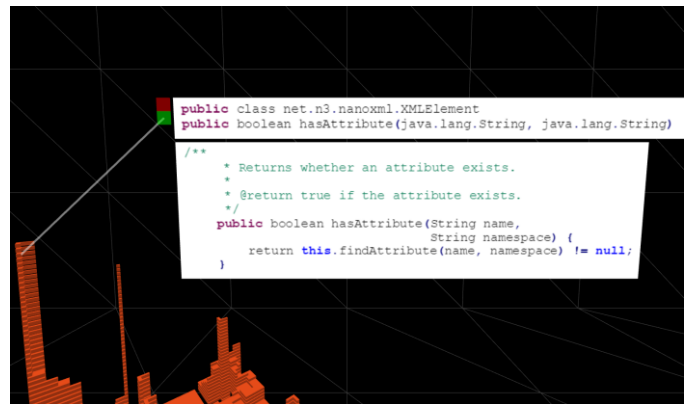 public class net.n3.nanoxml.XMLElement
public boolean hasAttribute(java.lang.String, java.lang.String)
/**
* Returns whether an attribute exists.
*
* @return true if the attribute exists.
*/
public boolean hasAttribute(String name,
String namespace) {
return this.findAttribute(name, namespace) != null;
}